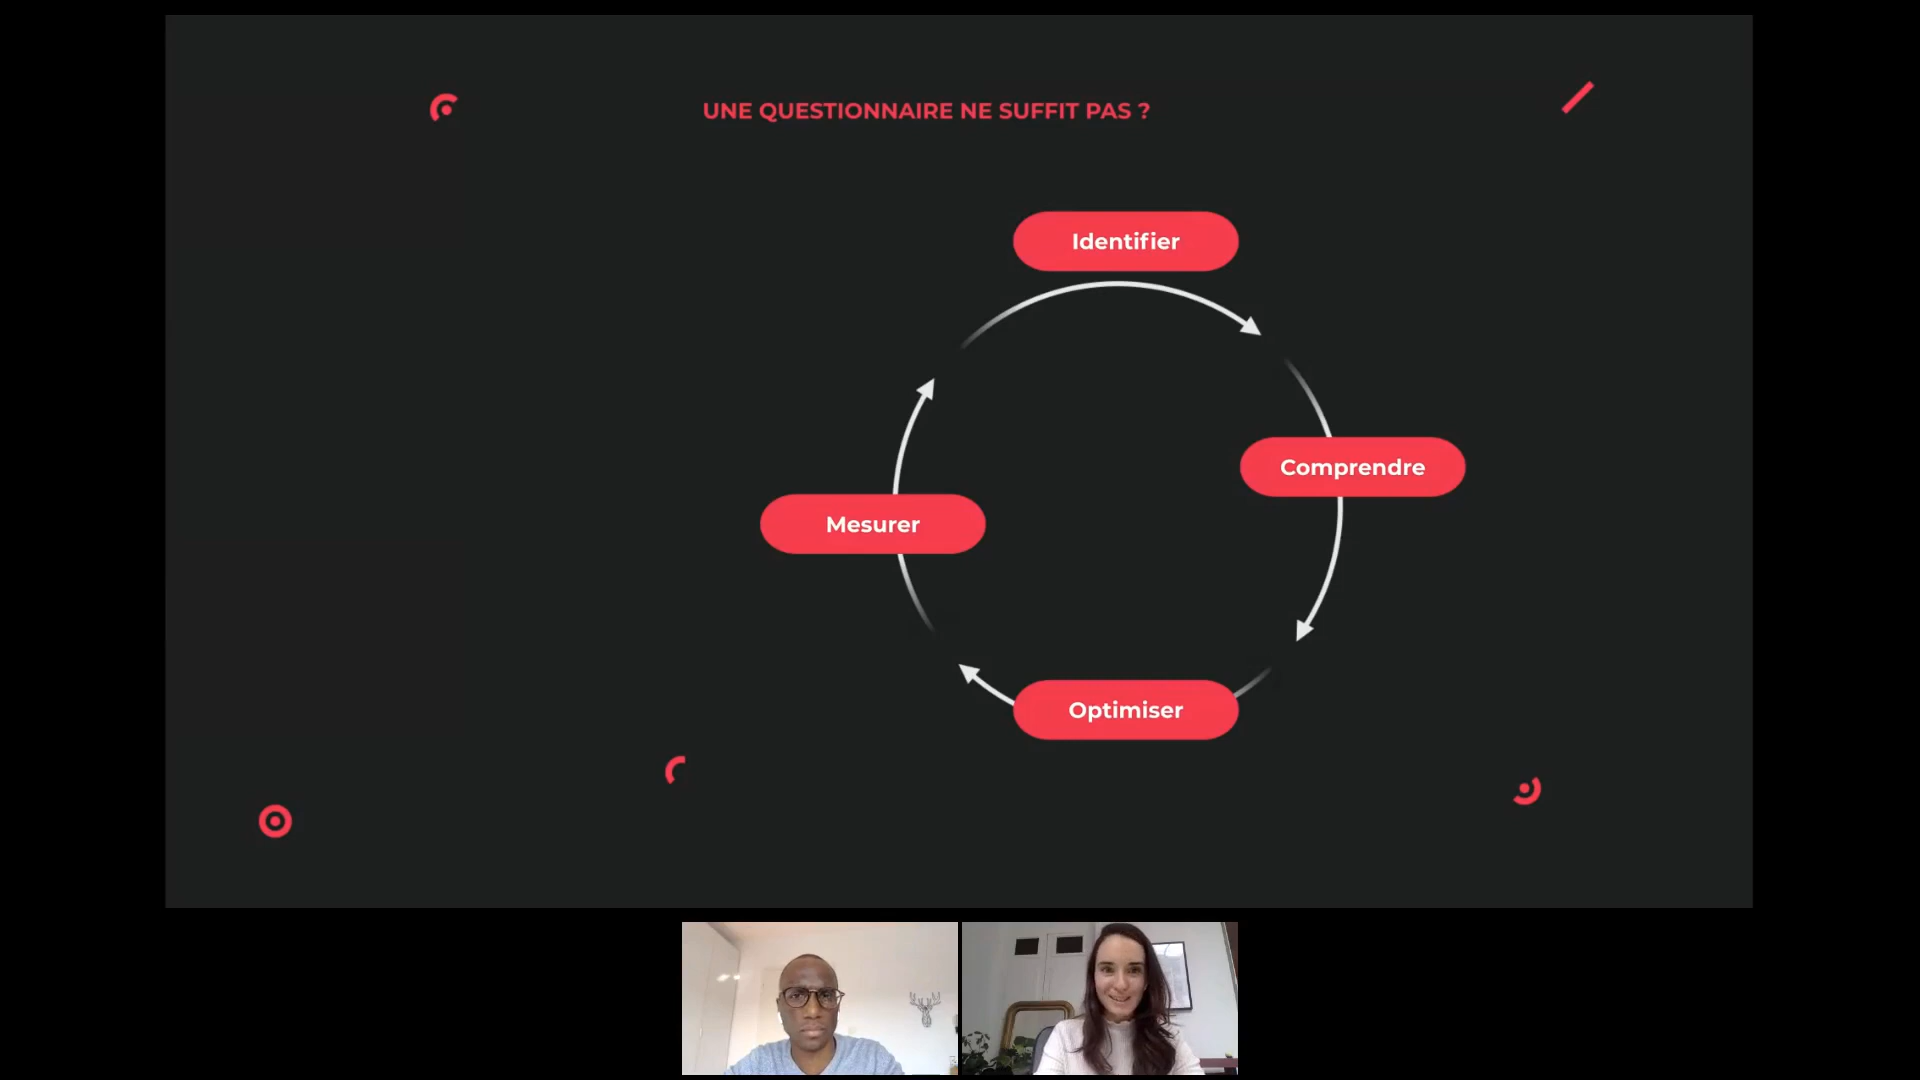 UNE QUESTIONNAIRE NE SUFFIT PAS ?
Identifier
Comprendre
Mesurer
Optimiser